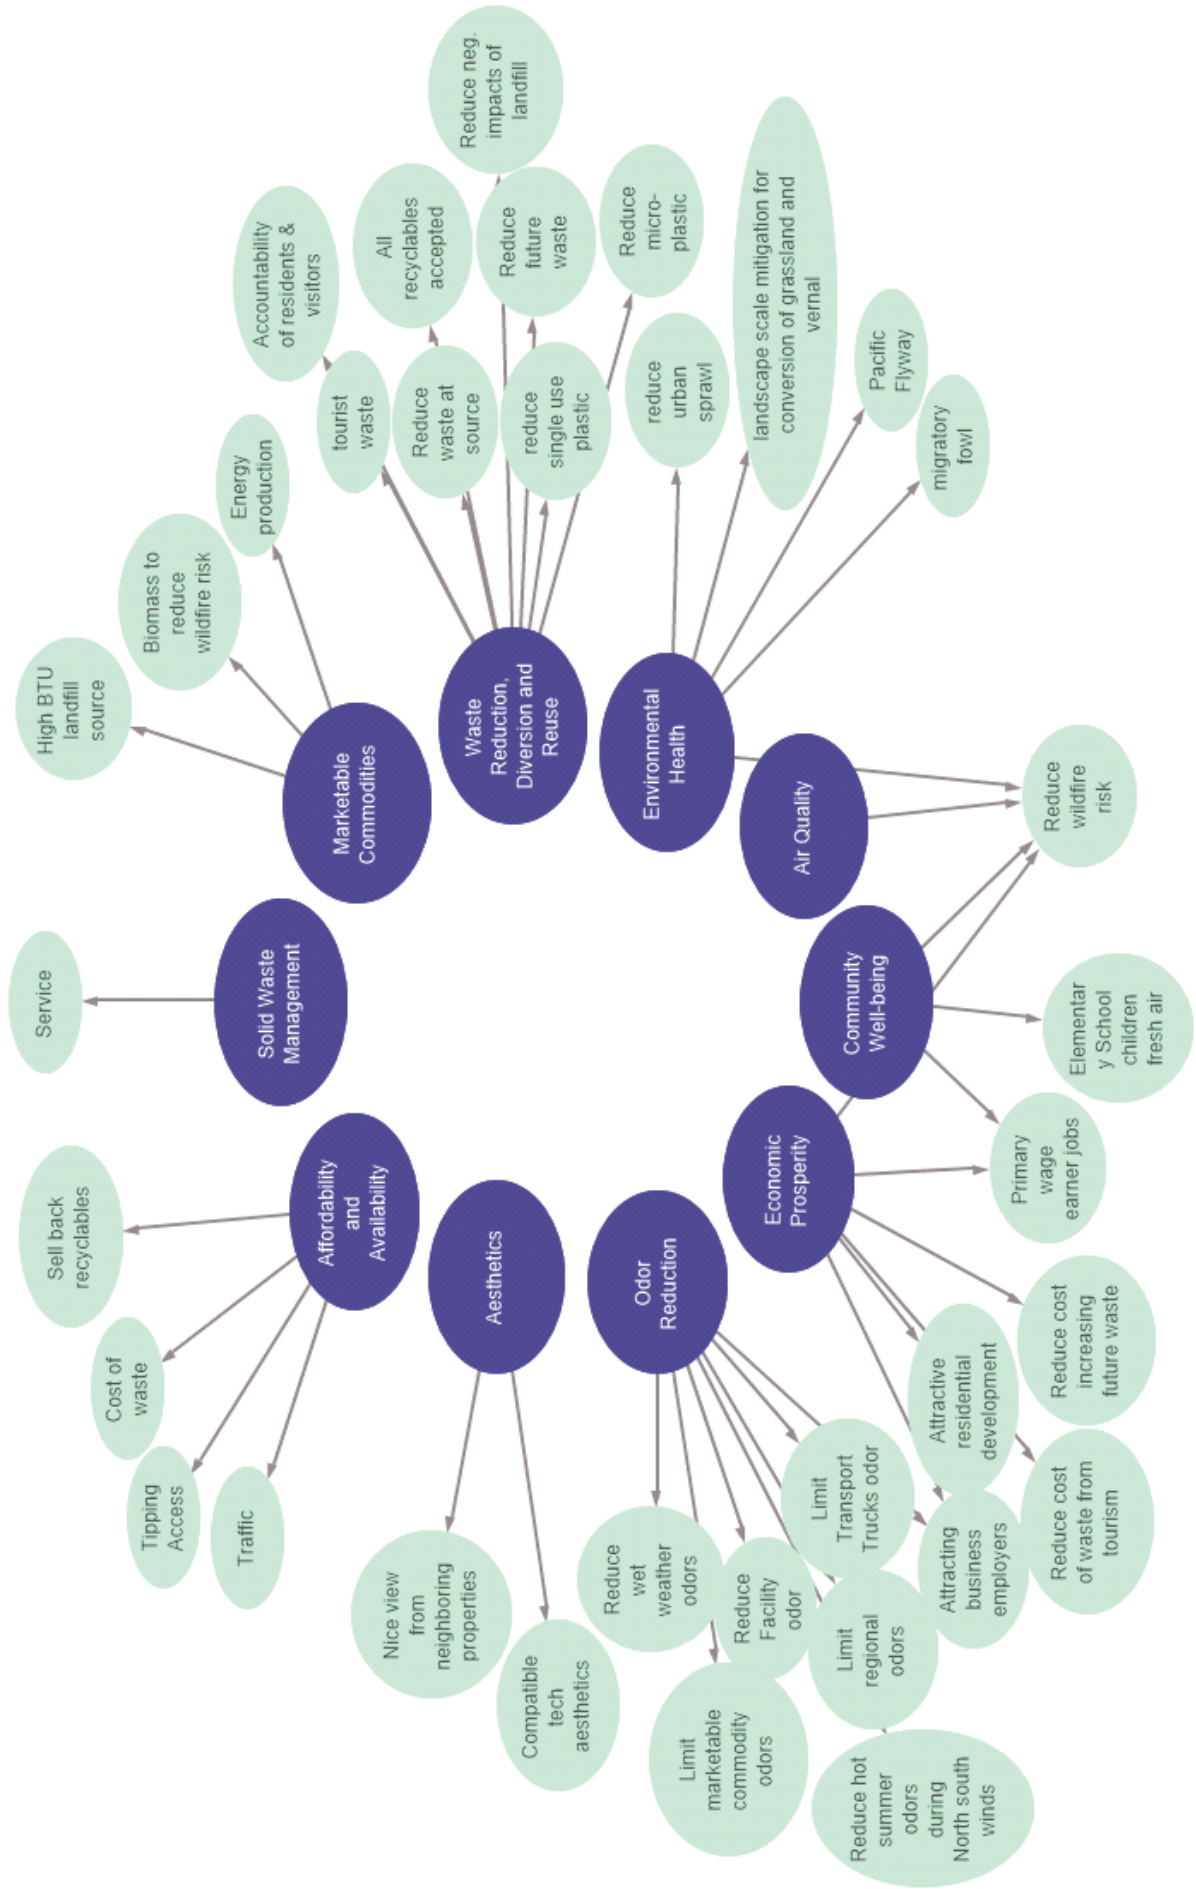 Service
Sell back
recyclables
High BTU
landfill
source
Cost of
waste
Biomass to
reduce
wildfire risk
Tipping
Access
Energy
production
Traffic
Solid Waste
Management
Accountability
of residents &
visitors
Affordability
and
Availability
Marketable
Commodities
tourist
waste
All
recyclables
accepted
Nice view
from
neighboring
properties
Reduce
waste at
source
Reduce neg.
impacts of
landfill
Aesthetics
Waste
Reduction,
Diversion and
Reuse
Reduce
future
waste
Compatible
tech
aesthetics
reduce
single use
plastic
Reduce
wet
weather
odors
Odor
Reduction
Environmental
Health
Reduce
micro-
plastic
reduce
urban
sprawl
Limit
marketable
commodity
odors
Reduce
Facility
odor
Economic
Prosperity
Air Quality
landscape scale mitigation for
conversion of grassland and
vernal
Limit
Transport
Trucks odor
Limit
regional
odors
Community
Well-being
Pacific
Flyway
Reduce hot
summer
odors
during
North south
winds
Attractive
residential
development
Attracting
business
employers
migratory
fowl
Primary
wage
earner jobs
Reduce cost
increasing
future waste
Reduce cost
of waste from
tourism
Elementar
y School
children
fresh air
Reduce
wildfire
risk